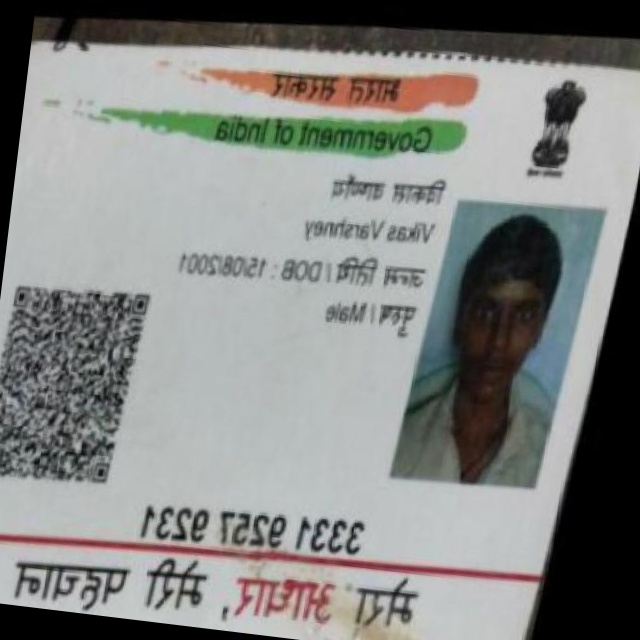 भारत सरकार
Government of India
विकास वार्ष्णेय
Vikas Varshney
जन्म तिथि / DOB : 15/08/2001
पुरुष / Male
3331 9257 9231
मेरा आधार, मेरी पहचान